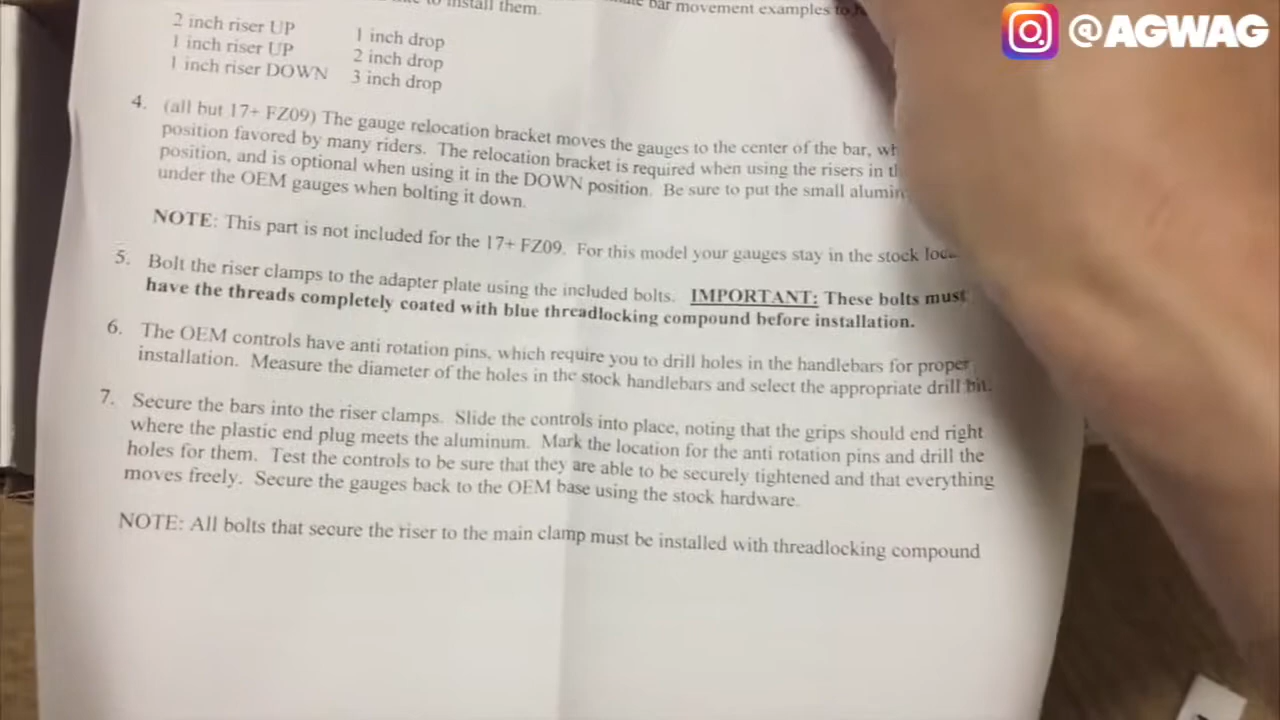 to install them.
bar movement examples to
2 inch riser UP 1 inch drop
1 inch riser UP 2 inch drop
1 inch riser DOWN 3 inch drop
4. (all but 17+ FZ09) The gauge relocation bracket moves the gauges to the center of the bar,
position favored by many riders. The relocation bracket is required when using the risers in
position, and is optional when using it in the DOWN position. Be sure to put the small
under the OEM gauges when bolting it down.
NOTE: This part is not included for the 17+ FZ09. For this model your gauges stay in the stock
5. Bolt the riser clamps to the adapter plate using the included bolts. IMPORTANT: These bolts must
have the threads completely coated with blue threadlocking compound before installation.
6. The OEM controls have anti rotation pins, which require you to drill holes in the handlebars for proper
installation. Measure the diameter of the holes in the stock handlebars and select the appropriate drill bit.
7. Secure the bars into the riser clamps. Slide the controls into place, noting that the grips should end right
where the plastic end plug meets the aluminum. Mark the location for the anti rotation pins and drill the
holes for them. Test the controls to be sure that they are able to be securely tightened and that everything
moves freely. Secure the gauges back to the OEM base using the stock hardware.
NOTE: All bolts that secure the riser to the main clamp must be installed with threadlocking compound
@AGWAG